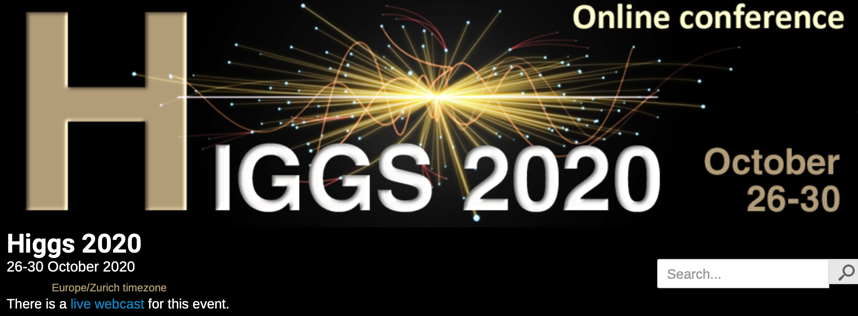 Online conference
HIGGS 2020
October
26-30
Higgs 2020
26-30 October 2020
Europe/Zurich timezone
There is a live webcast for this event.
Search...